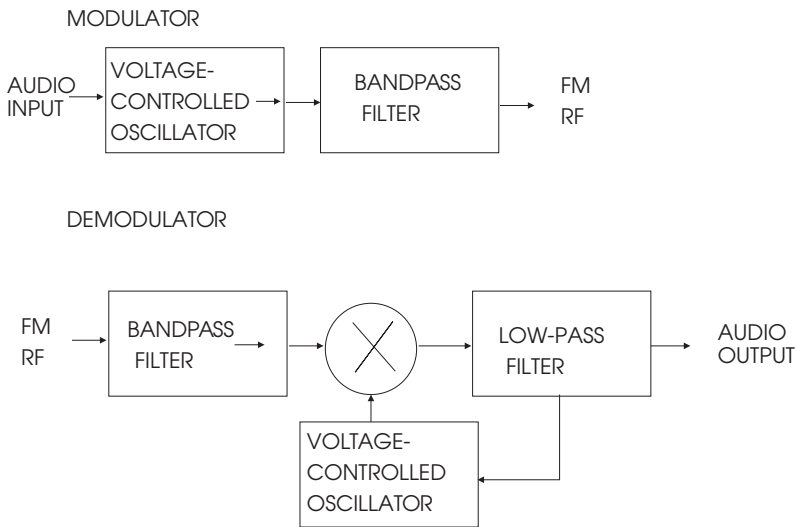 MODULATOR
AUDIO
INPUT
VOLTAGE-
CONTROLLED
OSCILLATOR
BANDPASS
FILTER
FM
RF
DEMODULATOR
FM
RF
BANDPASS
FILTER
LOW-PASS
FILTER
AUDIO
OUTPUT
VOLTAGE-
CONTROLLED
OSCILLATOR